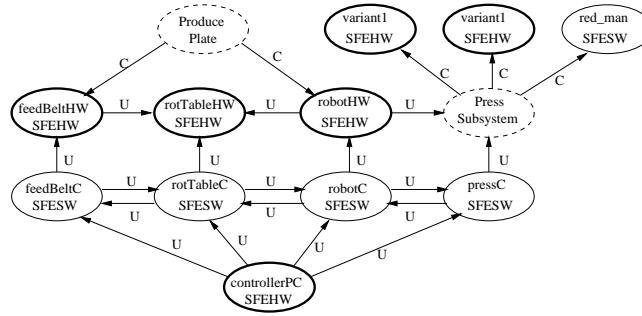 Produce
Plate
variant1
SFEHW
variant1
SFEHW
red_man
SFESW
C
C
C
C
C
feedBeltHW
SFEHW
U
rotTableHW
SFEHW
U
robotHW
SFEHW
U
Press
Subsystem
U
U
U
U
feedBeltC
SFESW
U
U
rotTableC
SFESW
U
U
robotC
SFESW
U
U
pressC
SFESW
U
U
U
U
controllerPC
SFEHW